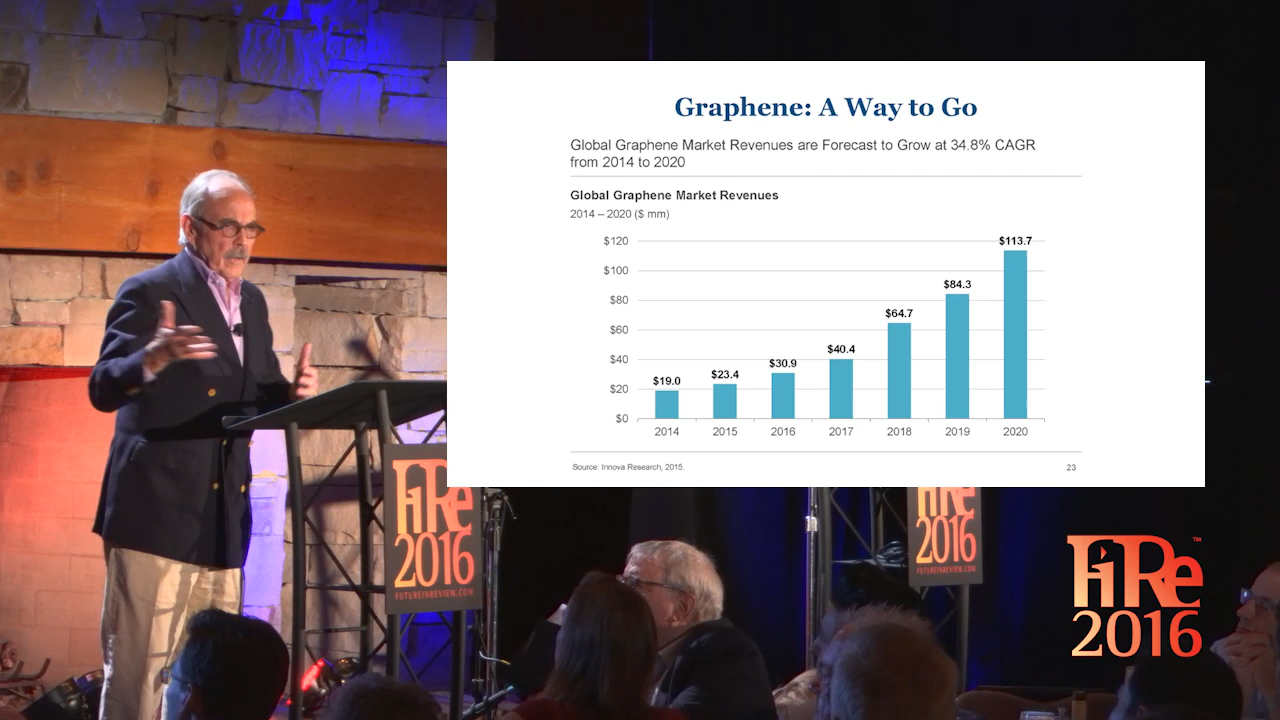 Graphene: A Way to Go
Global Graphene Market Revenues are Forecast to Grow at 34.8% CAGR
from 2014 to 2020
Global Graphene Market Revenues
2014 – 2020 ($ mm)
$120
$100
$80
$60
$40
$20
$0
$19.0
$23.4
$30.9
$40.4
$64.7
$84.3
$113.7
2014
2015
2016
2017
2018
2019
2020
Source: Innova Research, 2015.
23
FiRe
2016
FUTUREINREVIEW.COM
FiRe
2016
FUTUREINREVIEW.COM
FiRe™
2016